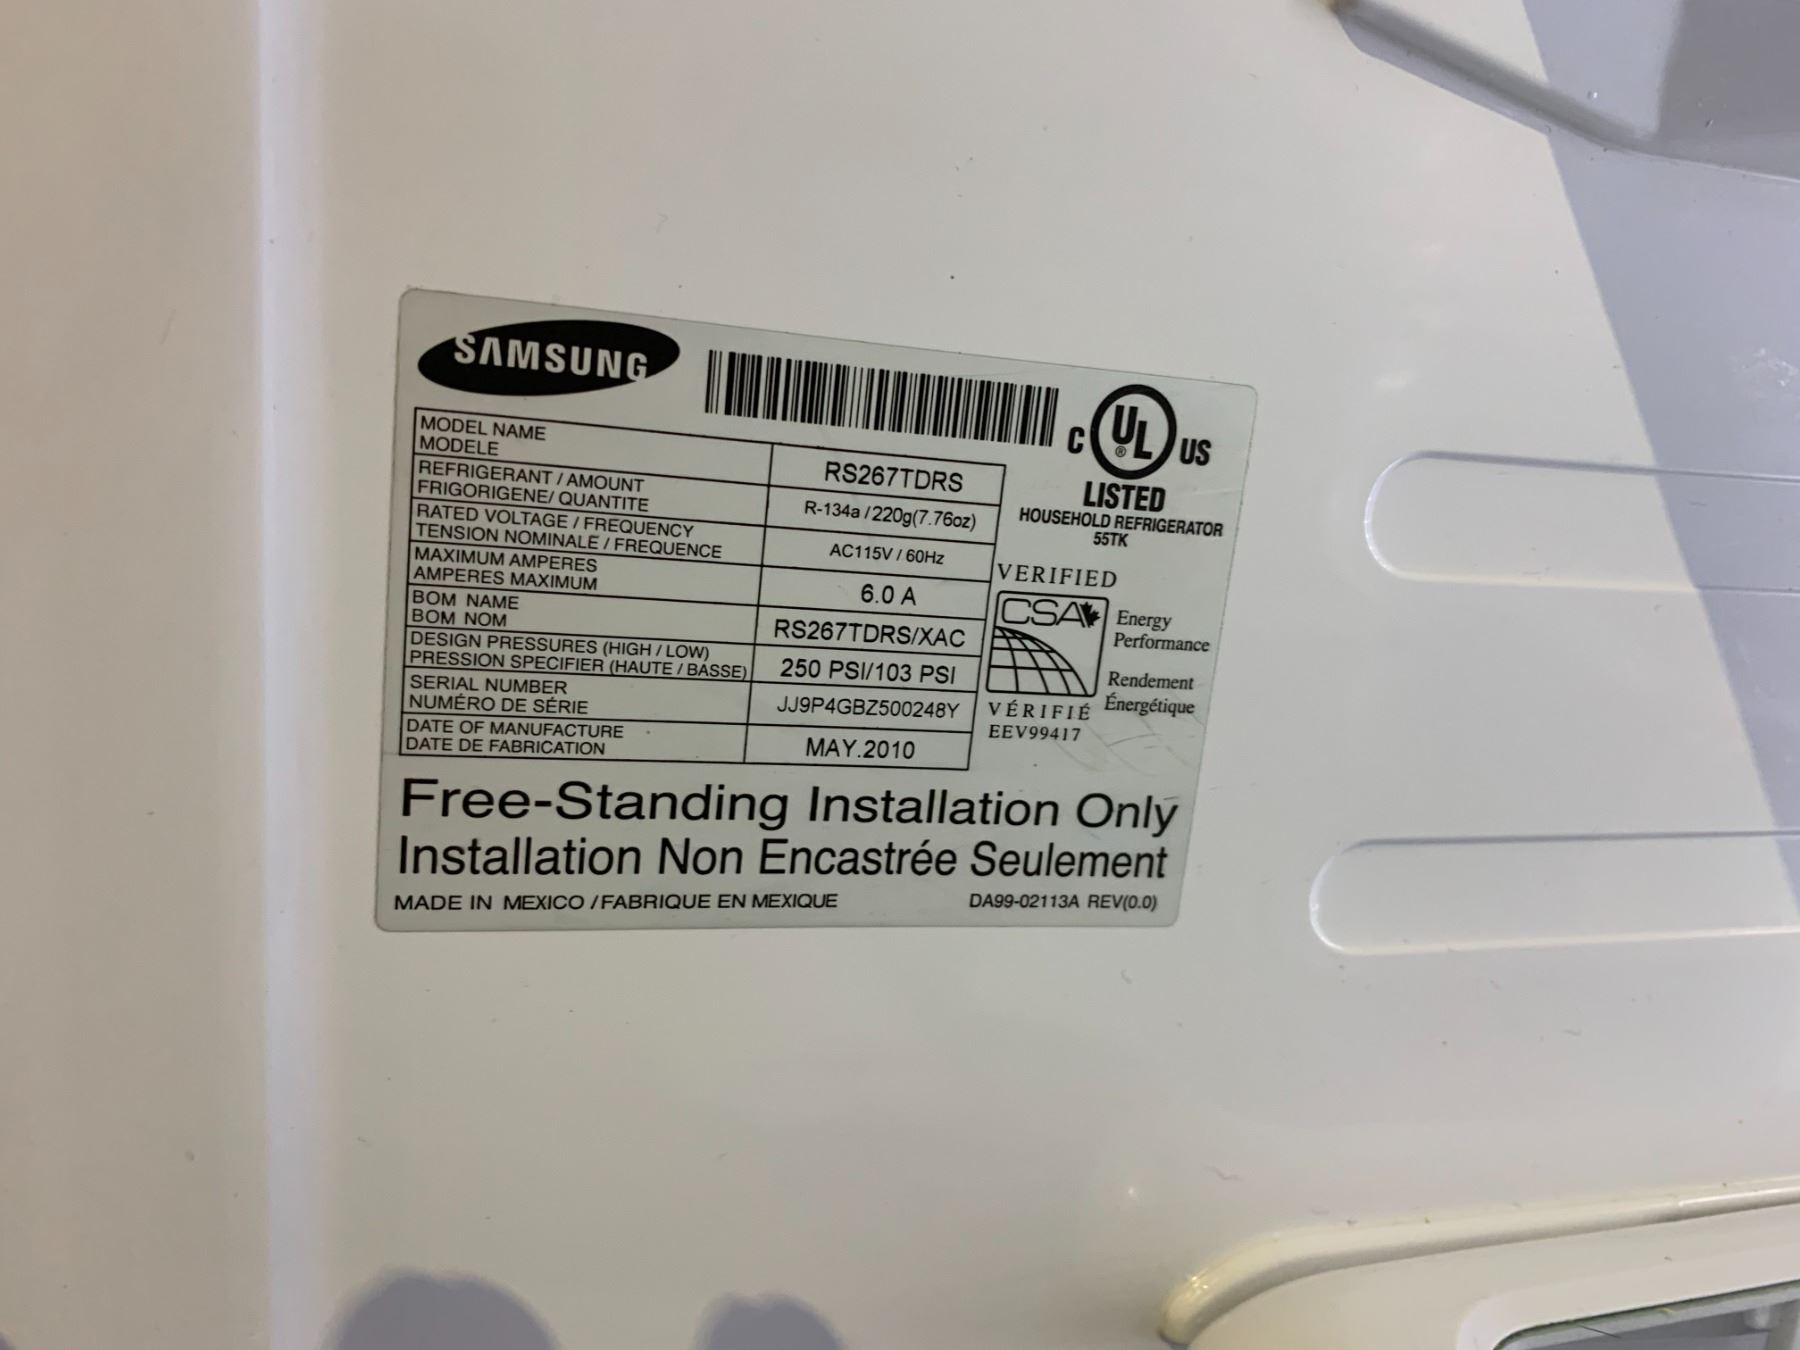 SAMSUNG
C UL ® US
LISTED
HOUSEHOLD REFRIGERATOR
55TK
MODEL NAME
MODELE
RS267TDRS
REFRIGERANT / AMOUNT
FRIGORIGENE/ QUANTITE
R-134a / 220g(7.76oz)
RATED VOLTAGE / FREQUENCY
TENSION NOMINALE / FREQUENCE
AC115V / 60Hz
MAXIMUM AMPERES
AMPERES MAXIMUM
6.0 A
BOM NAME
BOM NOM
RS267TDRS/XAC
DESIGN PRESSURES (HIGH / LOW)
PRESSION SPECIFIER (HAUTE / BASSE)
250 PSI/103 PSI
SERIAL NUMBER
NUMÉRO DE SÉRIE
JJ9P4GBZ500248Y
DATE OF MANUFACTURE
DATE DE FABRICATION
MAY.2010
VERIFIED
CSA
Energy
Performance
Rendement
Énergétique
VÉRIFIÉ
EEV99417
Free-Standing Installation Only
Installation Non Encastrée Seulement
MADE IN MEXICO / FABRIQUE EN MEXIQUE
DA99-02113A REV(0.0)